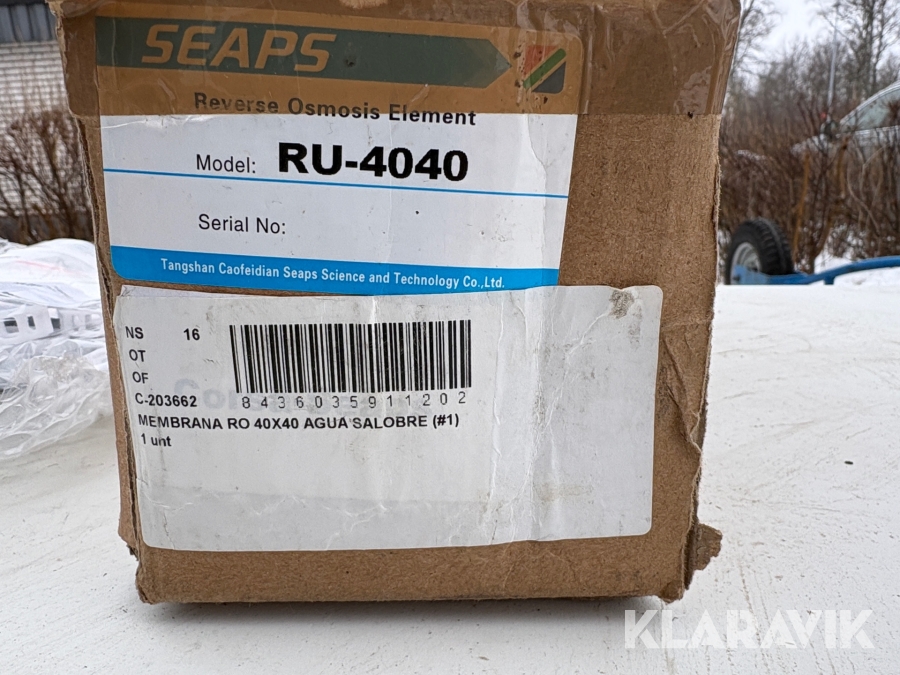 SEAPS
Reverse Osmosis Element
Model: RU-4040
Serial No:
Tangshan Caofeidian Seaps Science and Technology Co.,Ltd.
NS 16
OT
OF
C-203662
8436035911202
MEMBRANA RO 40X40 AGUA SALOBRE (#1)
1 unt
KLARAVIK